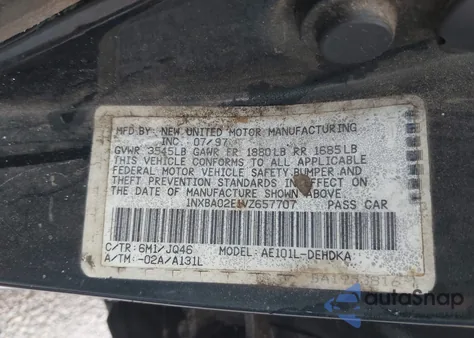 MFD BY: NEW UNITED MOTOR MANUFACTURING
INC. 07/97
GVWR 3545LB GAWR FR 1880LB RR 1685LB
THIS VEHICLE CONFORMS TO ALL APPLICABLE
FEDERAL MOTOR VEHICLE SAFETY BUMPER AND
THEFT PREVENTION STANDARDS IN EFFECT ON
THE DATE OF MANUFACTURE SHOWN ABOVE.
1NXBA02E1VZ657707 PASS CAR
C/TR: 6M1/JQ46 MODEL: AE101L-DEHDKA
A/TM: -02A/A131L
autoSnap